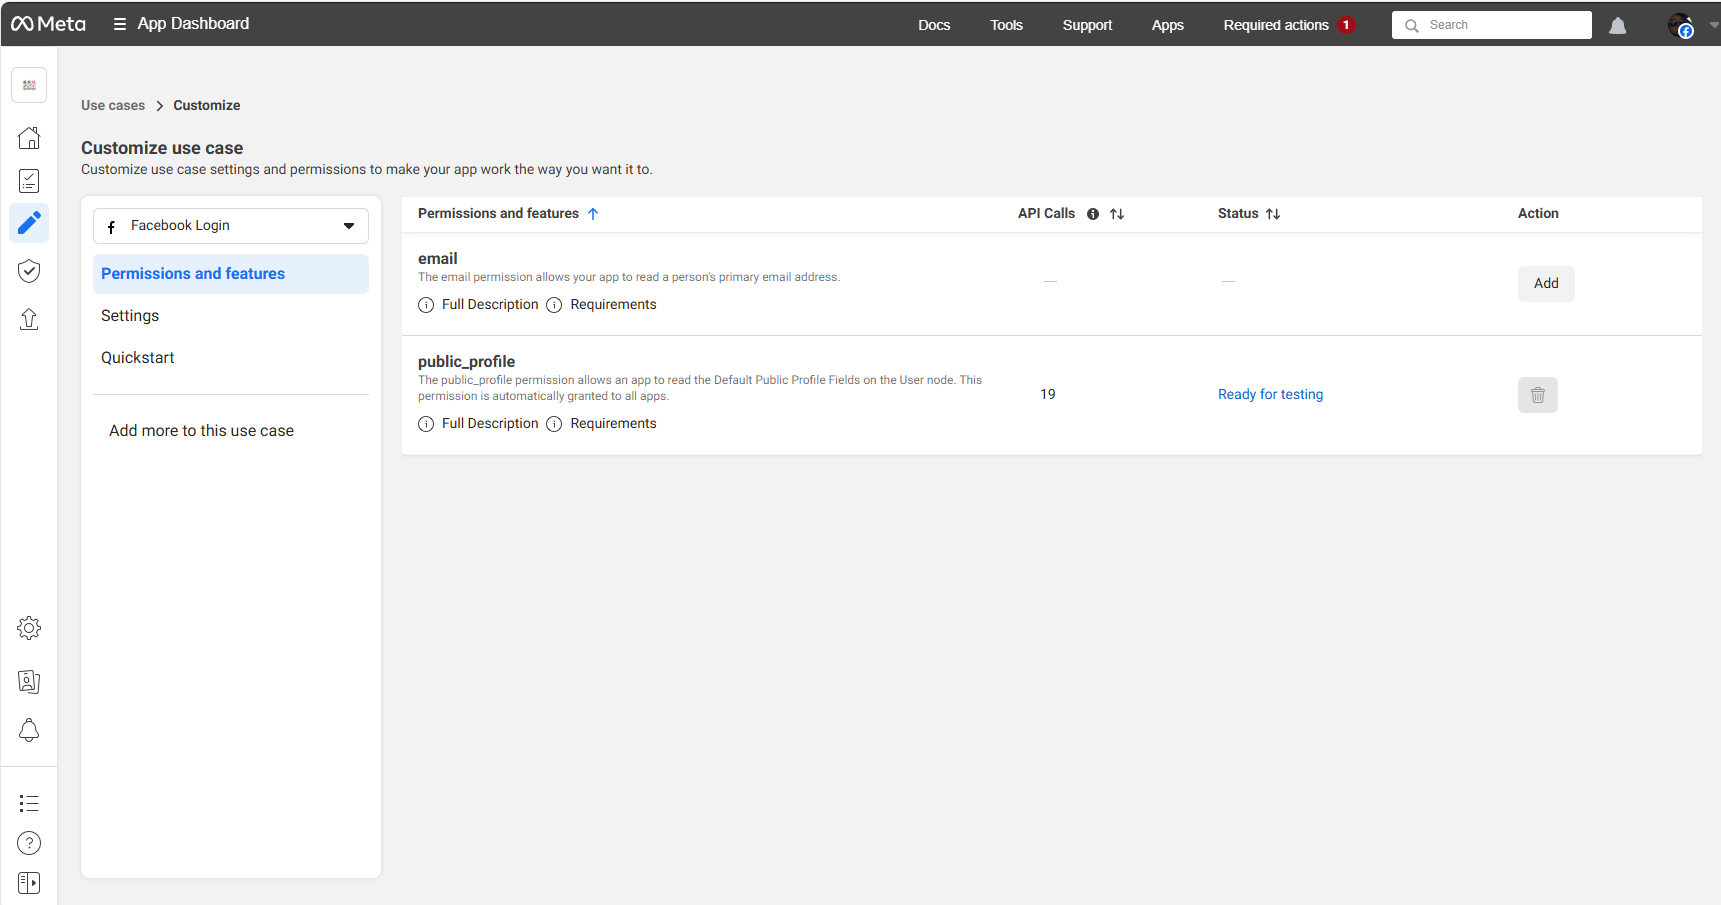 Meta
App Dashboard
Docs
Tools
Support
Apps
Required actions 1
Search
Use cases > Customize
Customize use case
Customize use case settings and permissions to make your app work the way you want it to.
Facebook Login
Permissions and features
Settings
Quickstart
Add more to this use case
Permissions and features
API Calls
Status
Action
email
The email permission allows your app to read a person's primary email address.
Full Description
Requirements
—
—
Add
public_profile
The public_profile permission allows an app to read the Default Public Profile Fields on the User node. This
permission is automatically granted to all apps.
Full Description
Requirements
19
Ready for testing